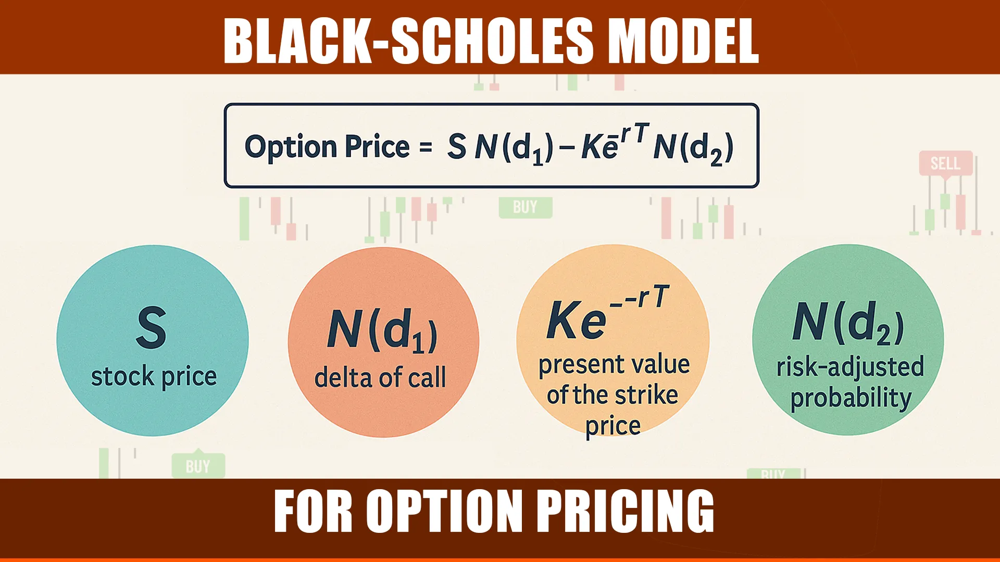 BLACK-SCHOLES MODEL
Option Price = S N(d₁) – Ke⁻ʳᵀ N(d₂)
SELL
BUY
S
stock price
N(d₁)
delta of call
Ke⁻⁻ʳᵀ
present value
of the strike
price
N(d₂)
risk-adjusted
probability
BUY
BUY
FOR OPTION PRICING